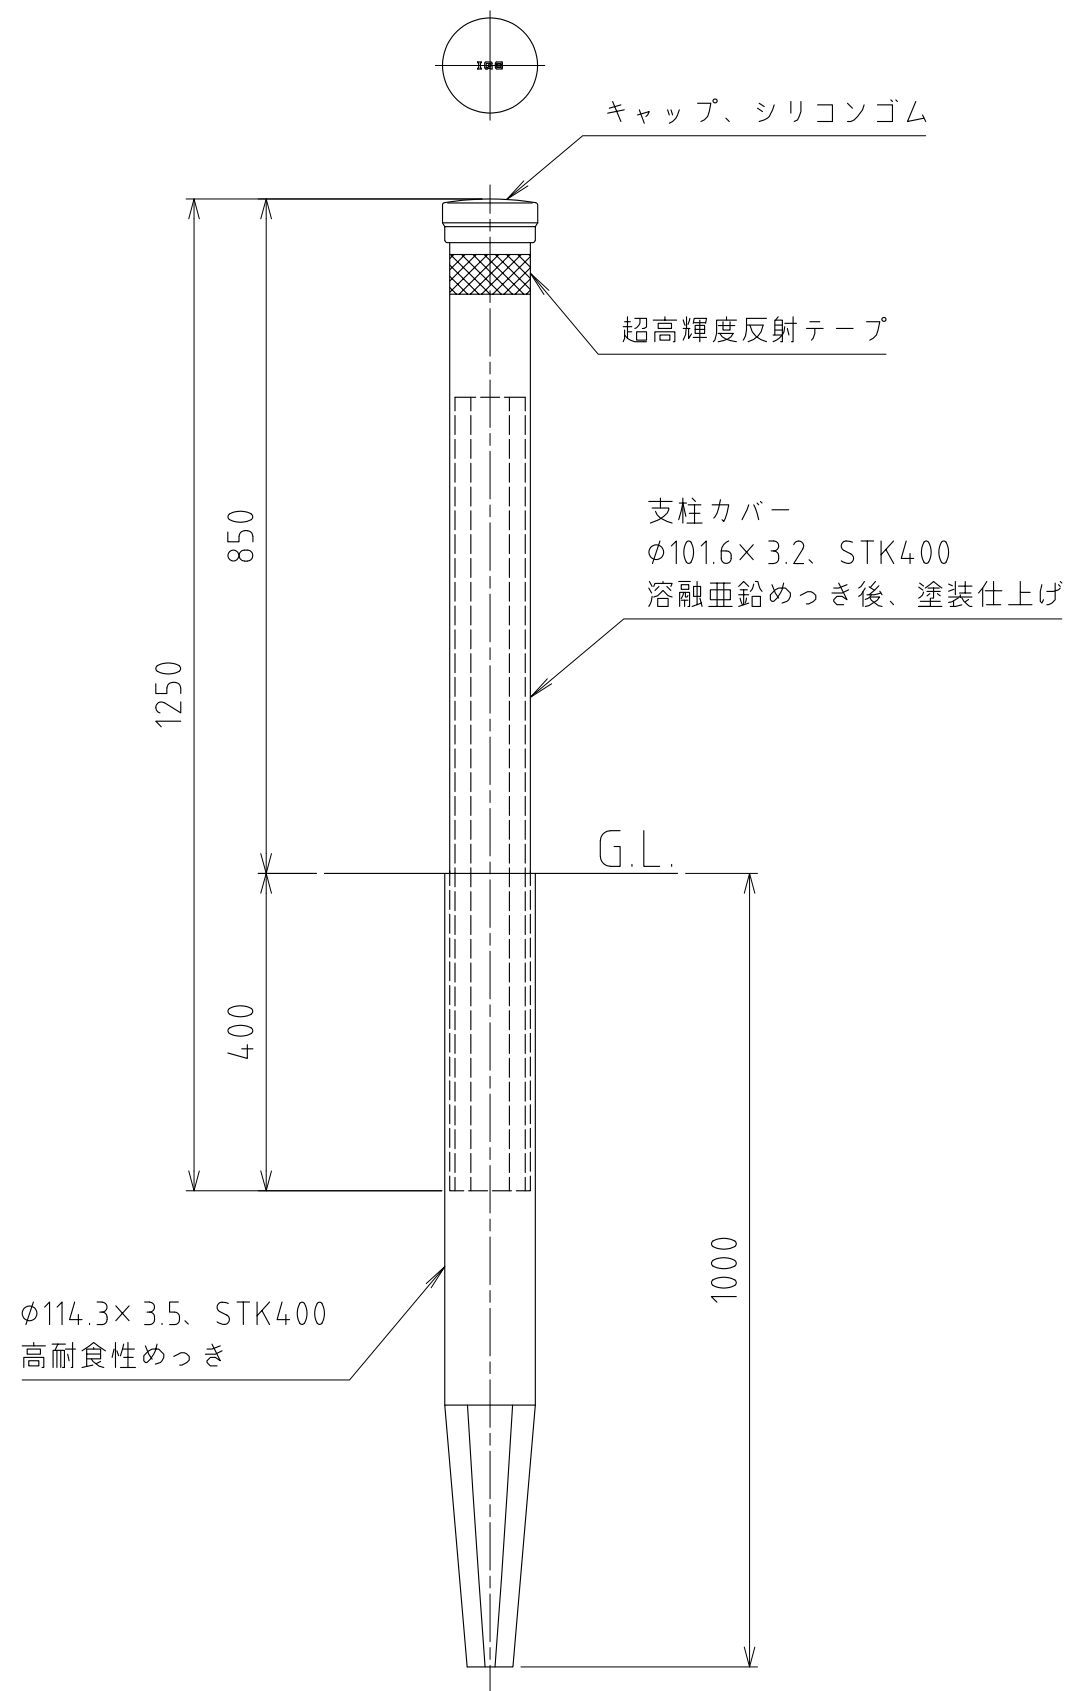 キャップ、シリコンゴム
超高輝度反射テープ
支柱カバー
φ101.6×3.2、STK400
溶融亜鉛めっき後、塗装仕上げ
850
1250
G.L.
400
1000
φ114.3×3.5、STK400
高耐食性めっき